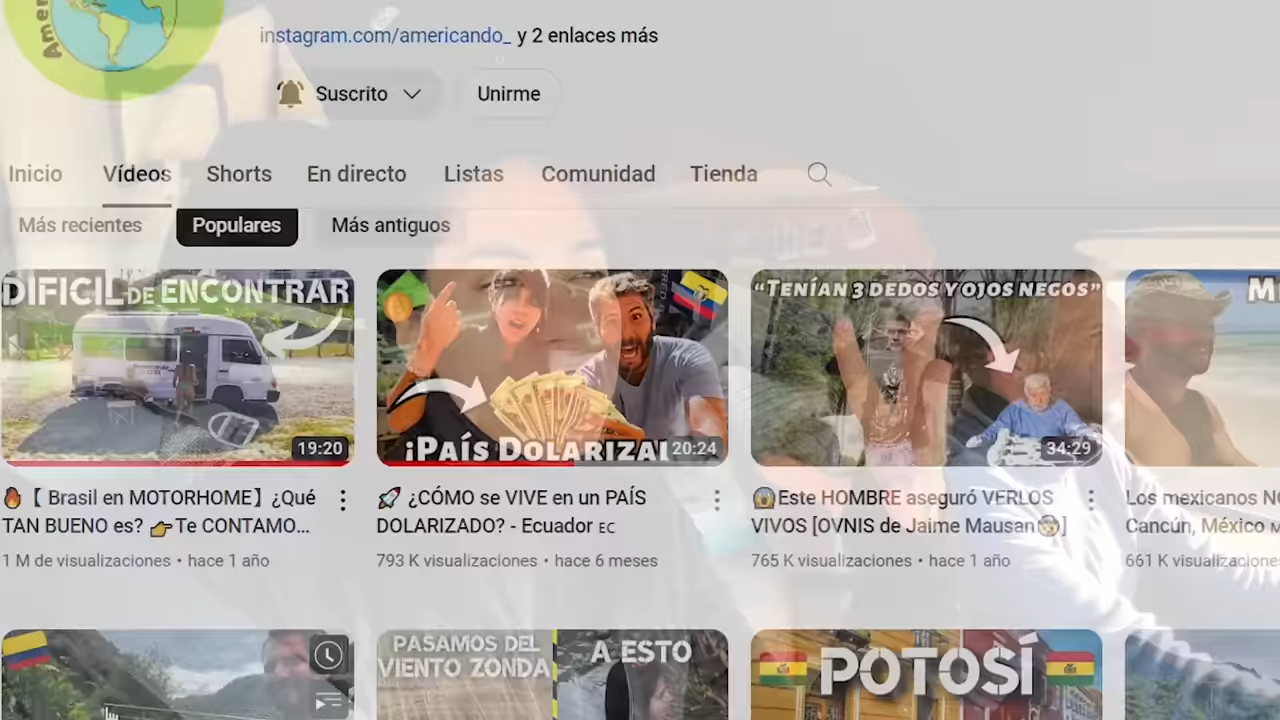 Amer
instagram.com/americando_ y 2 enlaces más
Suscrito
Unirme
Inicio
Vídeos
Shorts
En directo
Listas
Comunidad
Tienda
Más recientes
Populares
Más antiguos
DIFICIL DE ENCONTRAR
19:20
¡PAÍS DOLARIZA
20:24
"TENÍAN 3 DEDOS Y OJOS NEGOS"
34:29
🔥【 Brasil en MOTORHOME】¿Qué
TAN BUENO es? 👉Te CONTAMO...
1 M de visualizaciones • hace 1 año
🚀 ¿CÓMO se VIVE en un PAÍS
DOLARIZADO? - Ecuador EC
793 K visualizaciones • hace 6 meses
😱Este HOMBRE aseguró VERLOS
VIVOS [OVNIS de Jaime Mausan🤯]
765 K visualizaciones • hace 1 año
Los mexicanos NO
Cancún, México M
661 K visualizaciones
PASAMOS DEL
VIENTO ZONDA
A ESTO
POTOSÍ